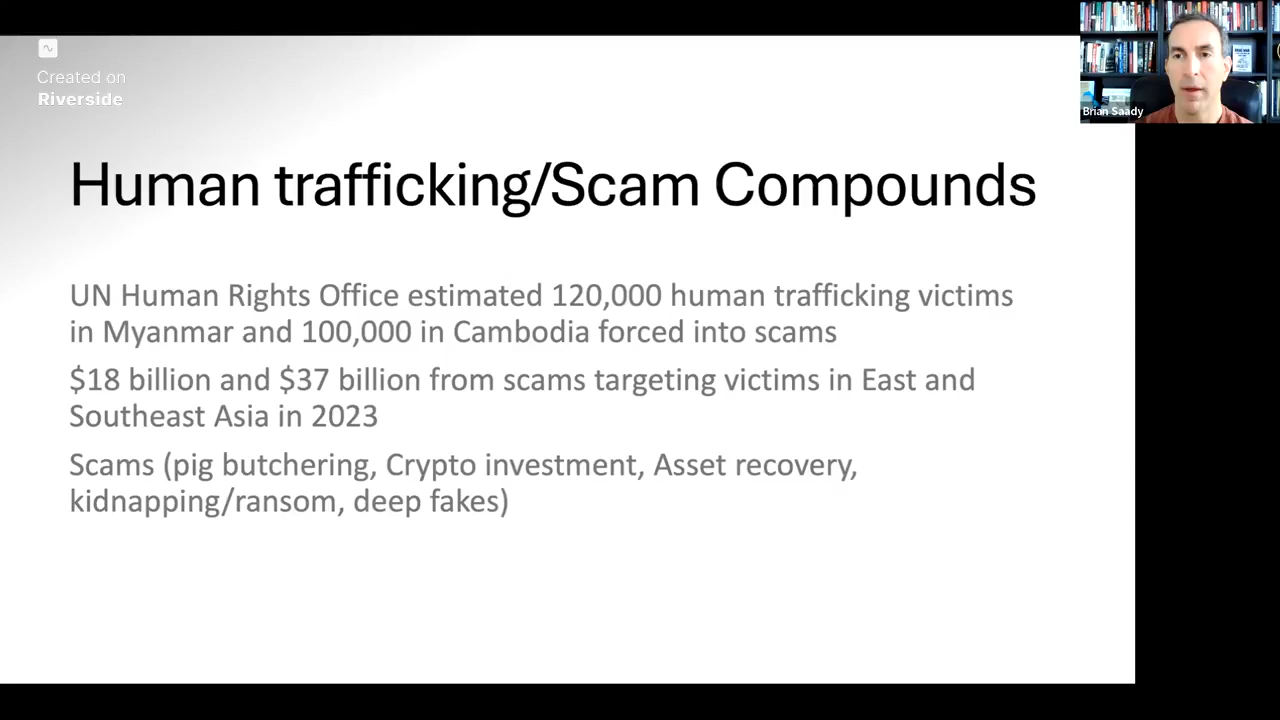 Created on
Riverside
Brian Saady
Human trafficking/Scam Compounds
UN Human Rights Office estimated 120,000 human trafficking victims
in Myanmar and 100,000 in Cambodia forced into scams
$18 billion and $37 billion from scams targeting victims in East and
Southeast Asia in 2023
Scams (pig butchering, Crypto investment, Asset recovery,
kidnapping/ransom, deep fakes)